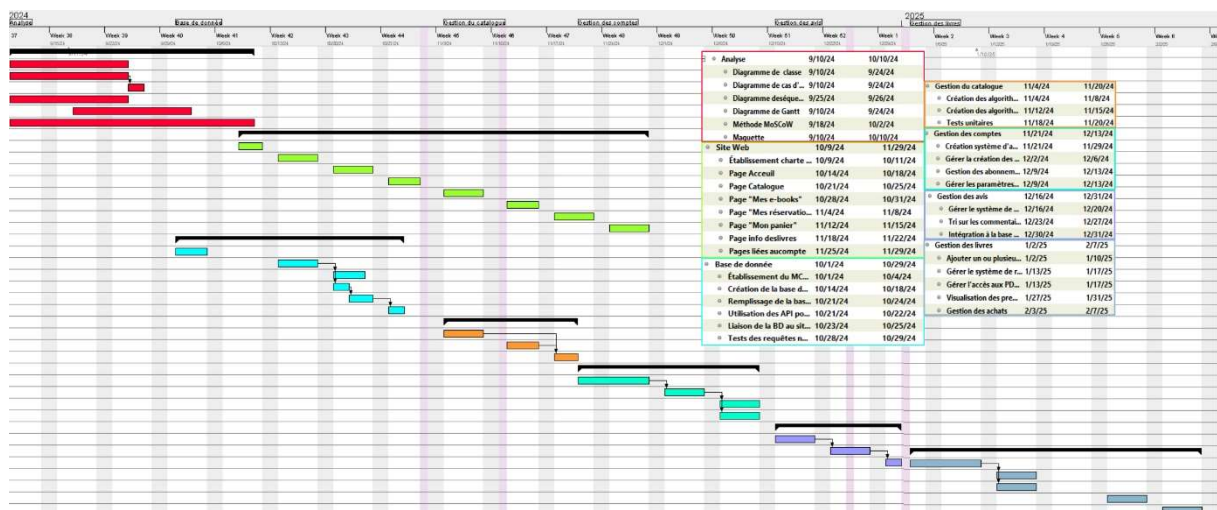 2024
2025
Analyse
Base de donnée
Gestion du catalogue
Gestion des comptes
Gestion des avis
Gestion des livres
37 Week 38 Week 39 Week 40 Week 41 Week 42 Week 43 Week 44 Week 45 Week 46 Week 47 Week 48 Week 49 Week 50 Week 51 Week 52 Week 1 Week 2 Week 3 Week 4 Week 5 Week 6
Analyse 9/10/24 10/10/24
Diagramme de classe 9/10/24 9/24/24
Diagramme de cas d'... 9/10/24 9/24/24
Diagramme deséque... 9/25/24 9/26/24
Diagramme de Gantt 9/10/24 9/24/24
Méthode MoSCoW 9/18/24 10/2/24
Maquette 9/10/24 10/10/24
Site Web 10/9/24 11/29/24
Établissement charte ... 10/9/24 10/11/24
Page Acceuil 10/14/24 10/18/24
Page Catalogue 10/21/24 10/25/24
Page "Mes e-books" 10/28/24 10/31/24
Page "Mes réservatio... 11/4/24 11/8/24
Page "Mon panier" 11/12/24 11/15/24
Page info deslivres 11/18/24 11/22/24
Pages liées aucompte 11/25/24 11/29/24
Base de donnée 10/1/24 10/29/24
Établissement du MC... 10/1/24 10/4/24
Création de la base d... 10/14/24 10/18/24
Remplissage de la bas... 10/21/24 10/24/24
Utilisation des API po... 10/21/24 10/22/24
Liaison de la BD au sit... 10/23/24 10/25/24
Tests des requêtes n... 10/28/24 10/29/24
Gestion du catalogue 11/4/24 11/20/24
Création des algorith... 11/4/24 11/8/24
Création des algorith... 11/12/24 11/15/24
Tests unitaires 11/18/24 11/20/24
Gestion des comptes 11/21/24 12/13/24
Création système d'a... 11/21/24 11/29/24
Gérer la création des ... 12/2/24 12/6/24
Gestion des abonnem... 12/9/24 12/13/24
Gérer les paramètres... 12/9/24 12/13/24
Gestion des avis 12/16/24 12/31/24
Gérer le système de ... 12/16/24 12/20/24
Tri sur les commentai... 12/23/24 12/27/24
Intégration à la base ... 12/30/24 12/31/24
Gestion des livres 1/2/25 2/7/25
Ajouter un ou plusieu... 1/2/25 1/10/25
Gérer le système de r... 1/13/25 1/17/25
Gérer l'accès aux PD... 1/13/25 1/17/25
Visualisation des pre... 1/27/25 1/31/25
Gestion des achats 2/3/25 2/7/25